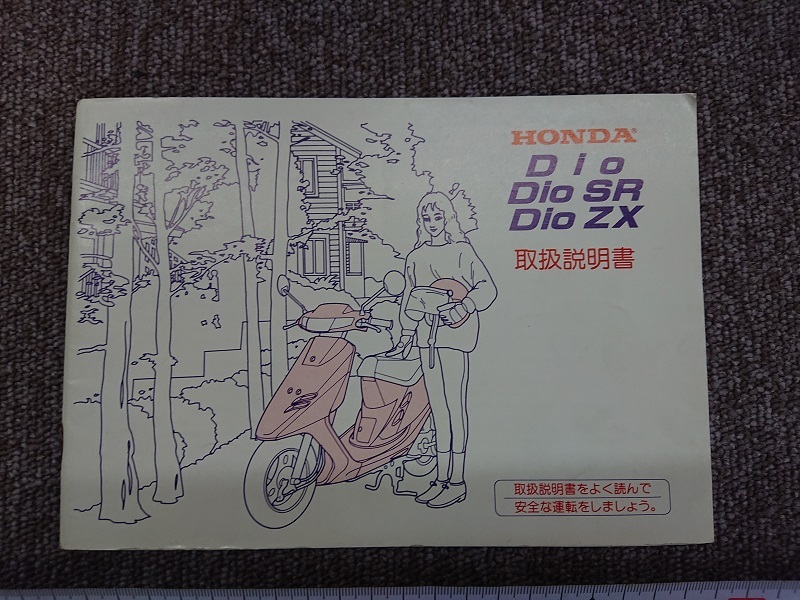 HONDA
Dio
Dio SR
Dio ZX
取扱説明書
取扱説明書をよく読んで
安全な運転をしましょう。